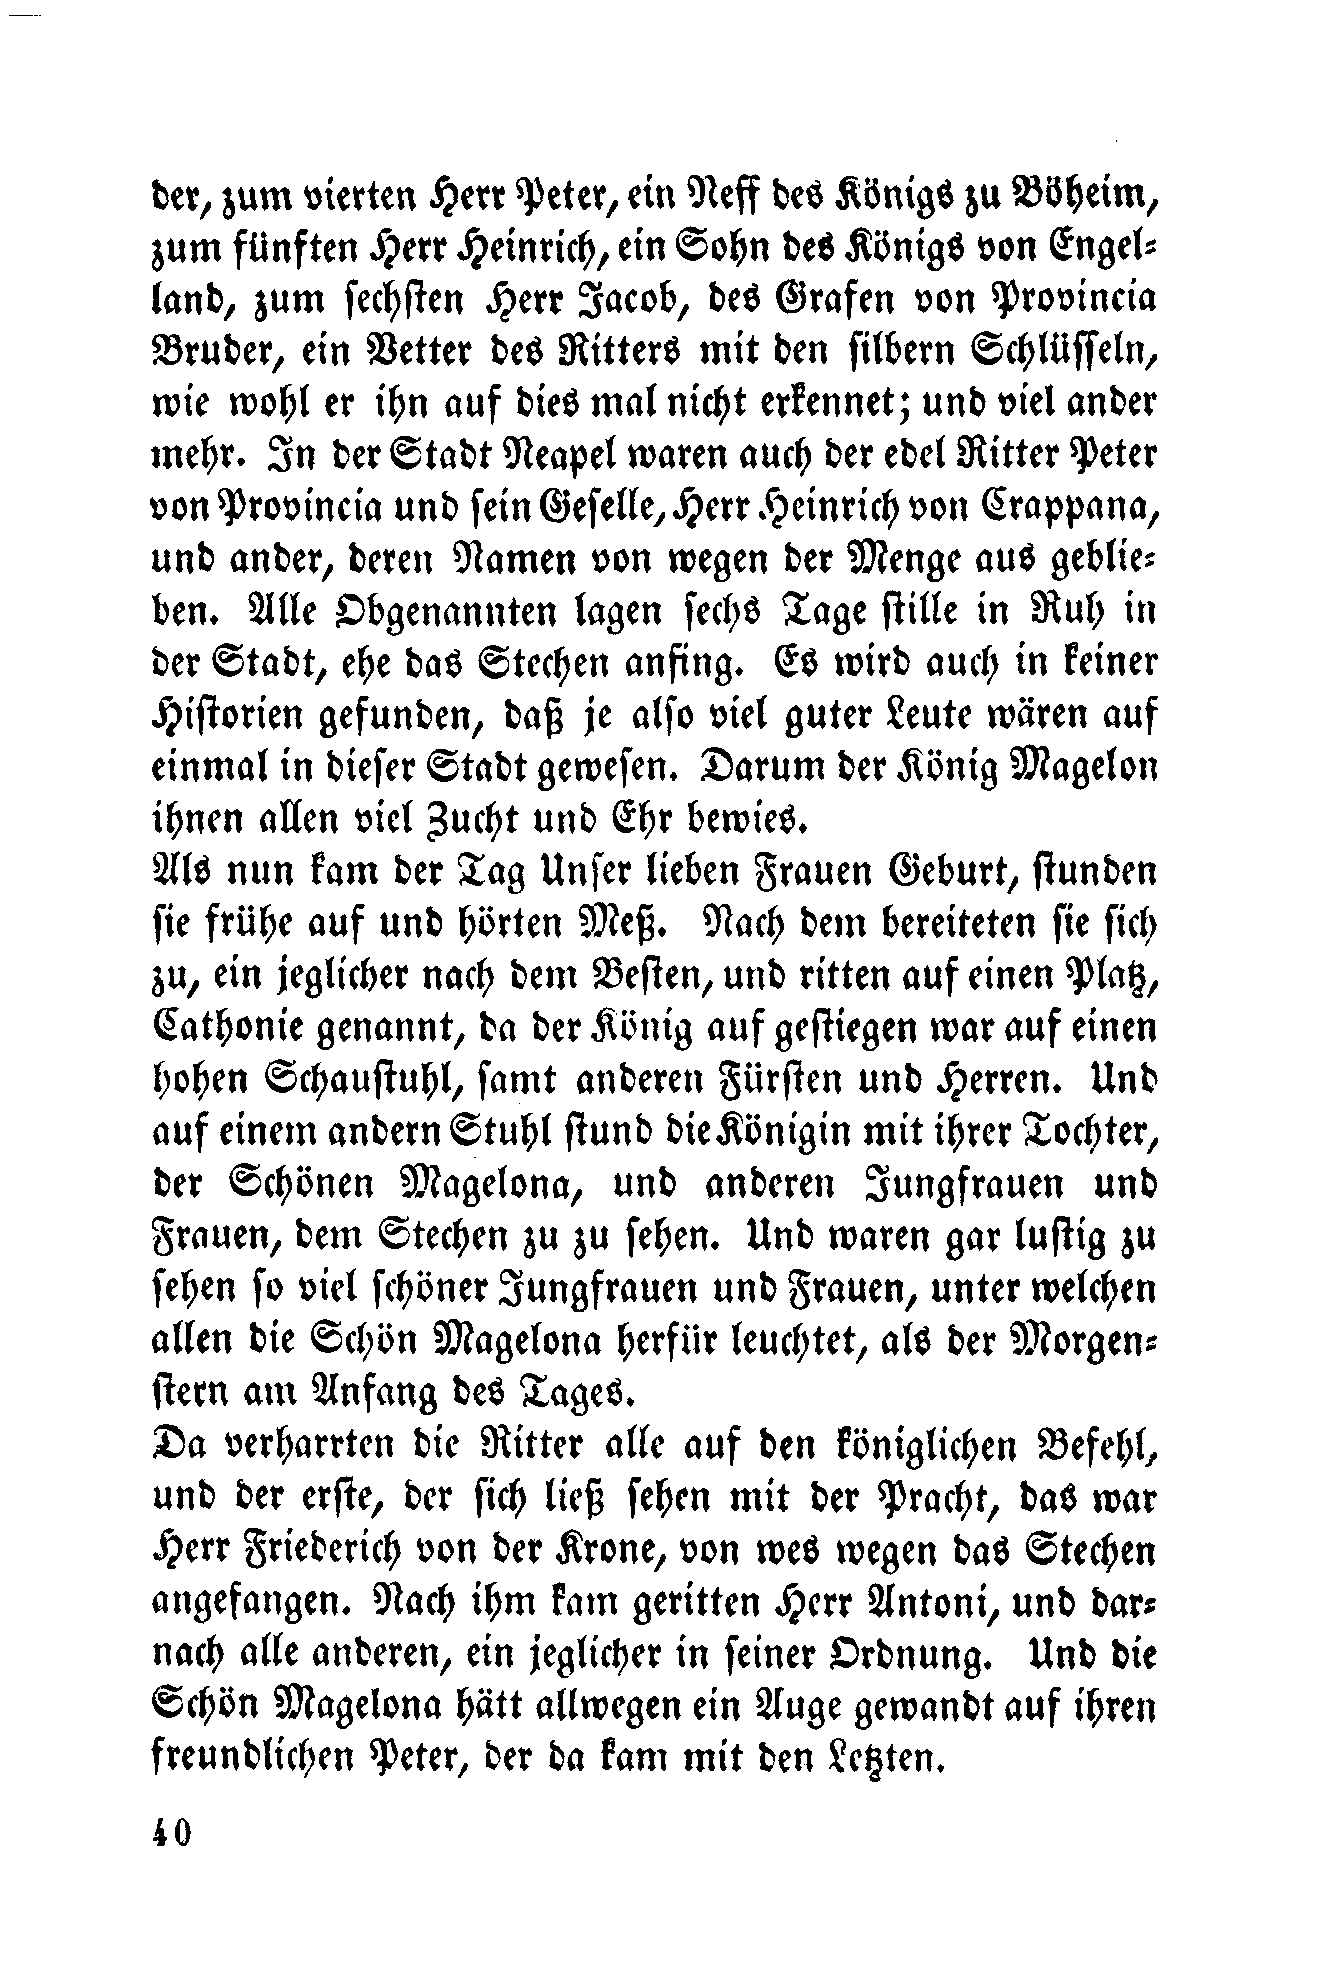 der, zum vierten Herr Peter, ein Neff des Königs zu Böheim,
zum fünften Herr Heinrich, ein Sohn des Königs von Engel-
land, zum sechsten Herr Jacob, des Grafen von Provincia
Bruder, ein Vetter des Ritters mit den silbern Schlüsseln,
wie wohl er ihn auf dies mal nicht erkennet; und viel ander
mehr. In der Stadt Neapel waren auch der edel Ritter Peter
von Provincia und sein Geselle, Herr Heinrich von Crappana,
und ander, deren Namen von wegen der Menge aus geblie-
ben. Alle Obgenannten lagen sechs Tage stille in Ruh in
der Stadt, ehe das Stechen anfing. Es wird auch in keiner
Historien gefunden, daß je also viel guter Leute wären auf
einmal in dieser Stadt gewesen. Darum der König Magelon
ihnen allen viel Zucht und Ehr bewies.
Als nun kam der Tag Unser lieben Frauen Geburt, stunden
sie frühe auf und hörten Meß. Nach dem bereiteten sie sich
zu, ein jeglicher nach dem Besten, und ritten auf einen Platz,
Cathonie genannt, da der König auf gestiegen war auf einen
hohen Schaustuhl, samt anderen Fürsten und Herren. Und
auf einem andern Stuhl stund die Königin mit ihrer Tochter,
der Schönen Magelona, und anderen Jungfrauen und
Frauen, dem Stechen zu zu sehen. Und waren gar lustig zu
sehen so viel schöner Jungfrauen und Frauen, unter welchen
allen die Schön Magelona herfür leuchtet, als der Morgen-
stern am Anfang des Tages.
Da verharrten die Ritter alle auf den königlichen Befehl,
und der erste, der sich ließ sehen mit der Pracht, das war
Herr Friederich von der Krone, von wes wegen das Stechen
angefangen. Nach ihm kam geritten Herr Antoni, und dar-
nach alle anderen, ein jeglicher in seiner Ordnung. Und die
Schön Magelona hätt allwegen ein Auge gewandt auf ihren
freundlichen Peter, der da kam mit den Letzten.
40